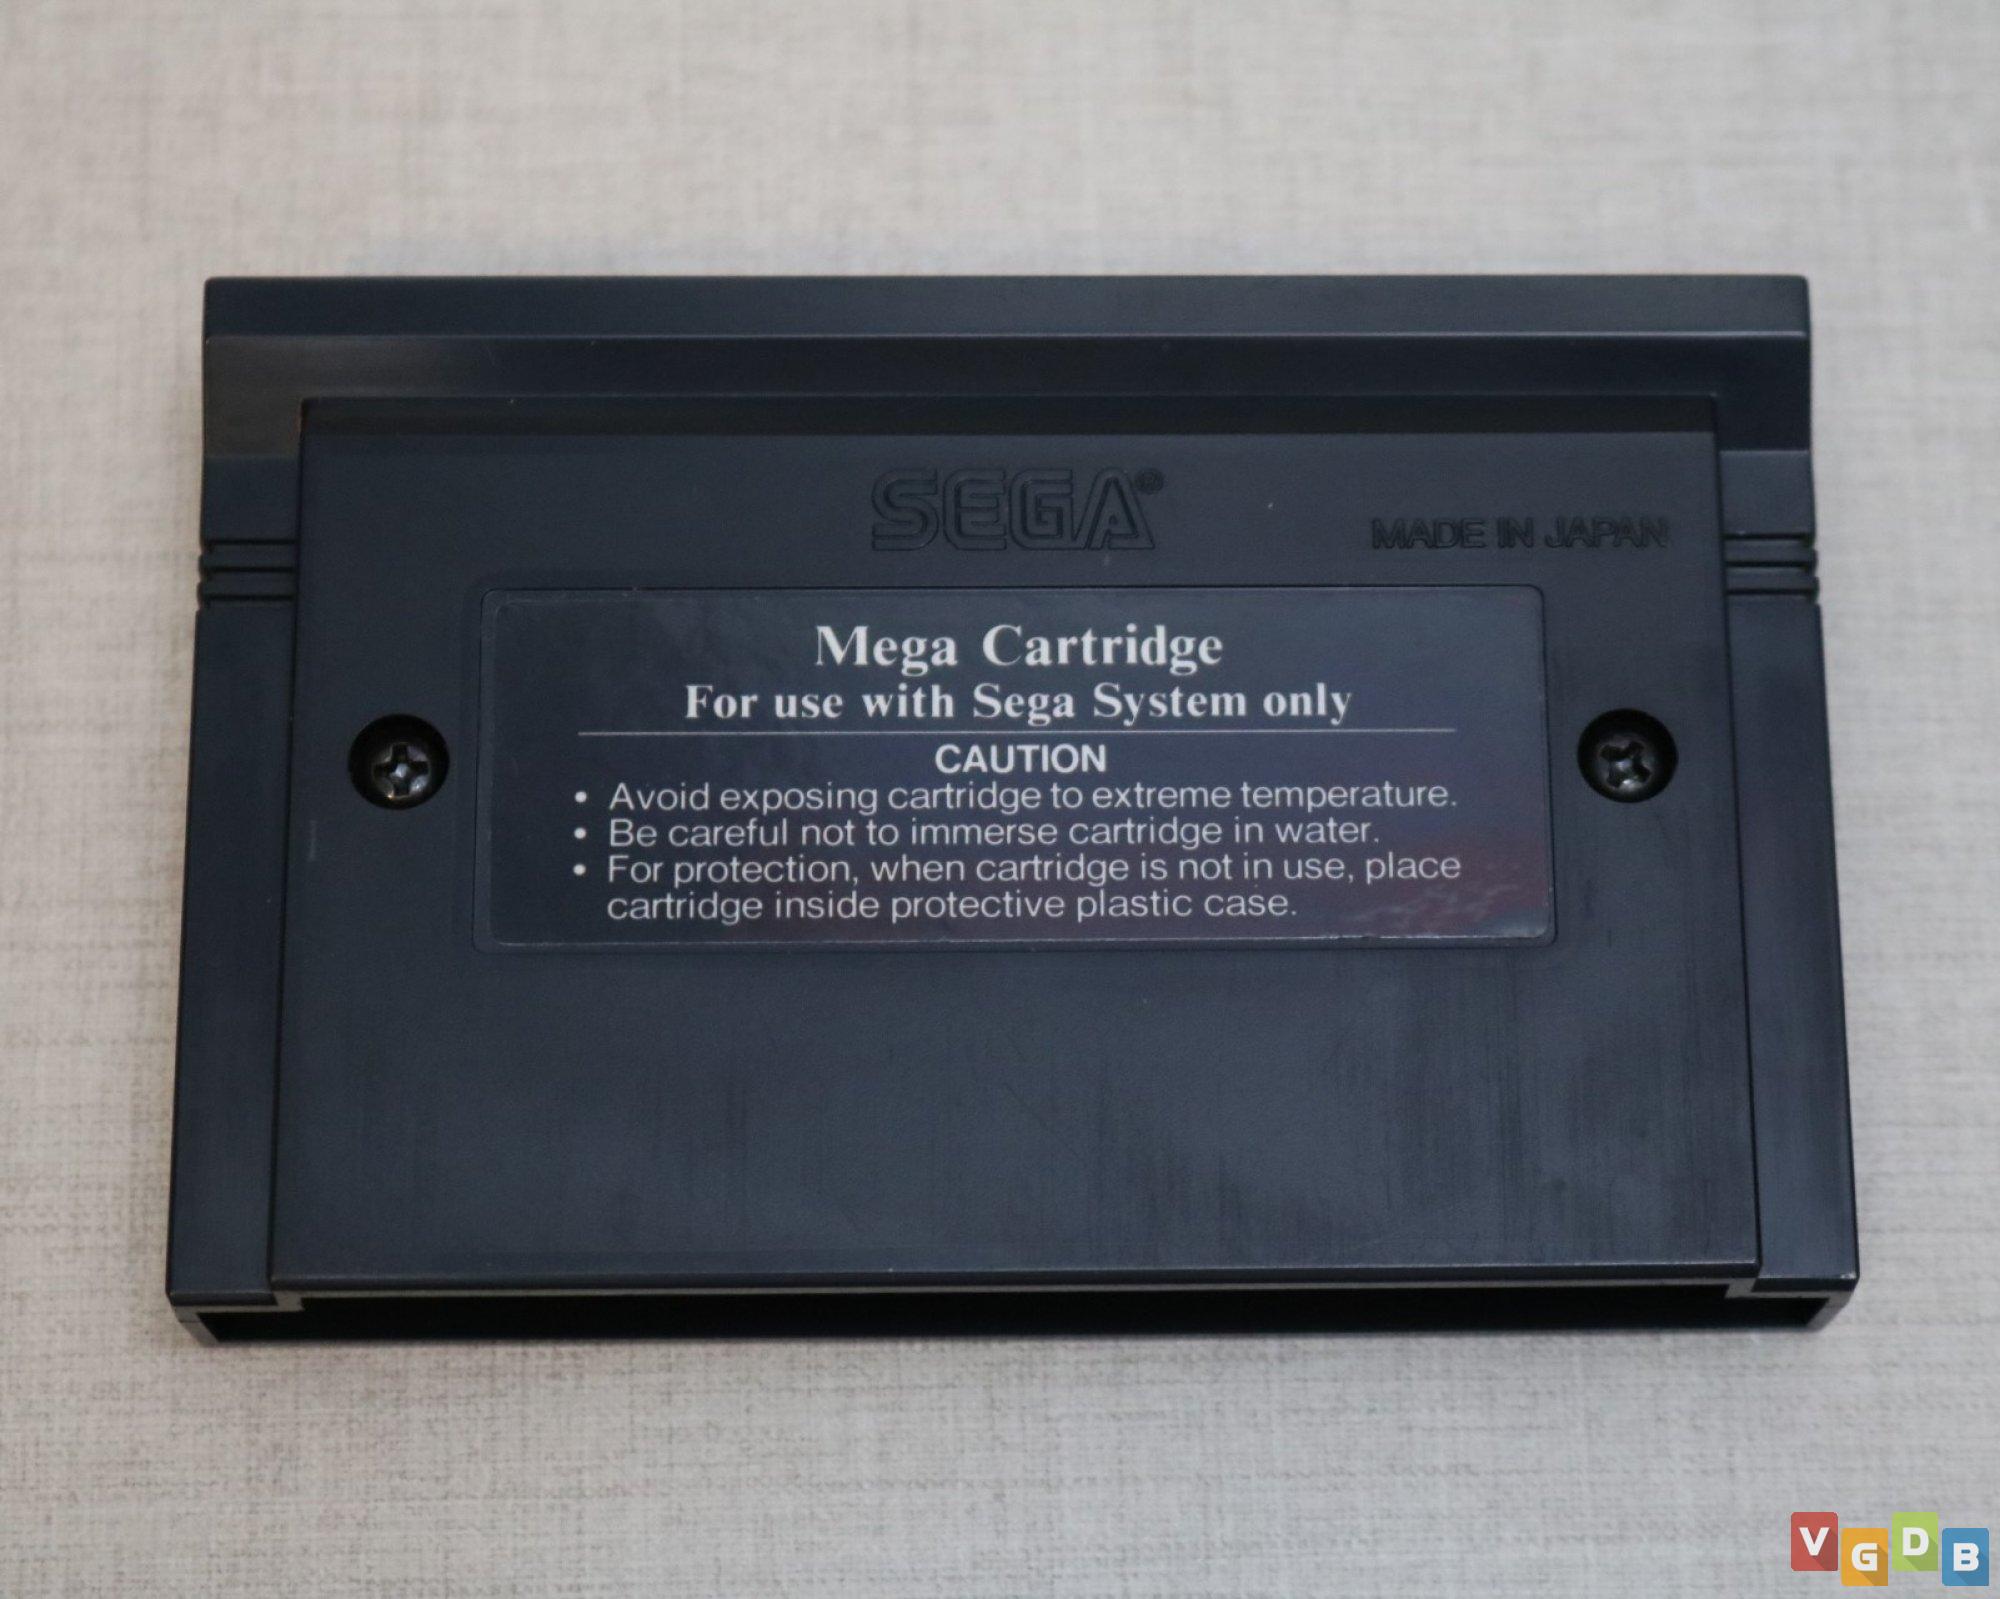 SEGA®
MADE IN JAPAN
Mega Cartridge
For use with Sega System only
CAUTION
• Avoid exposing cartridge to extreme temperature.
• Be careful not to immerse cartridge in water.
• For protection, when cartridge is not in use, place
cartridge inside protective plastic case.
VGDB